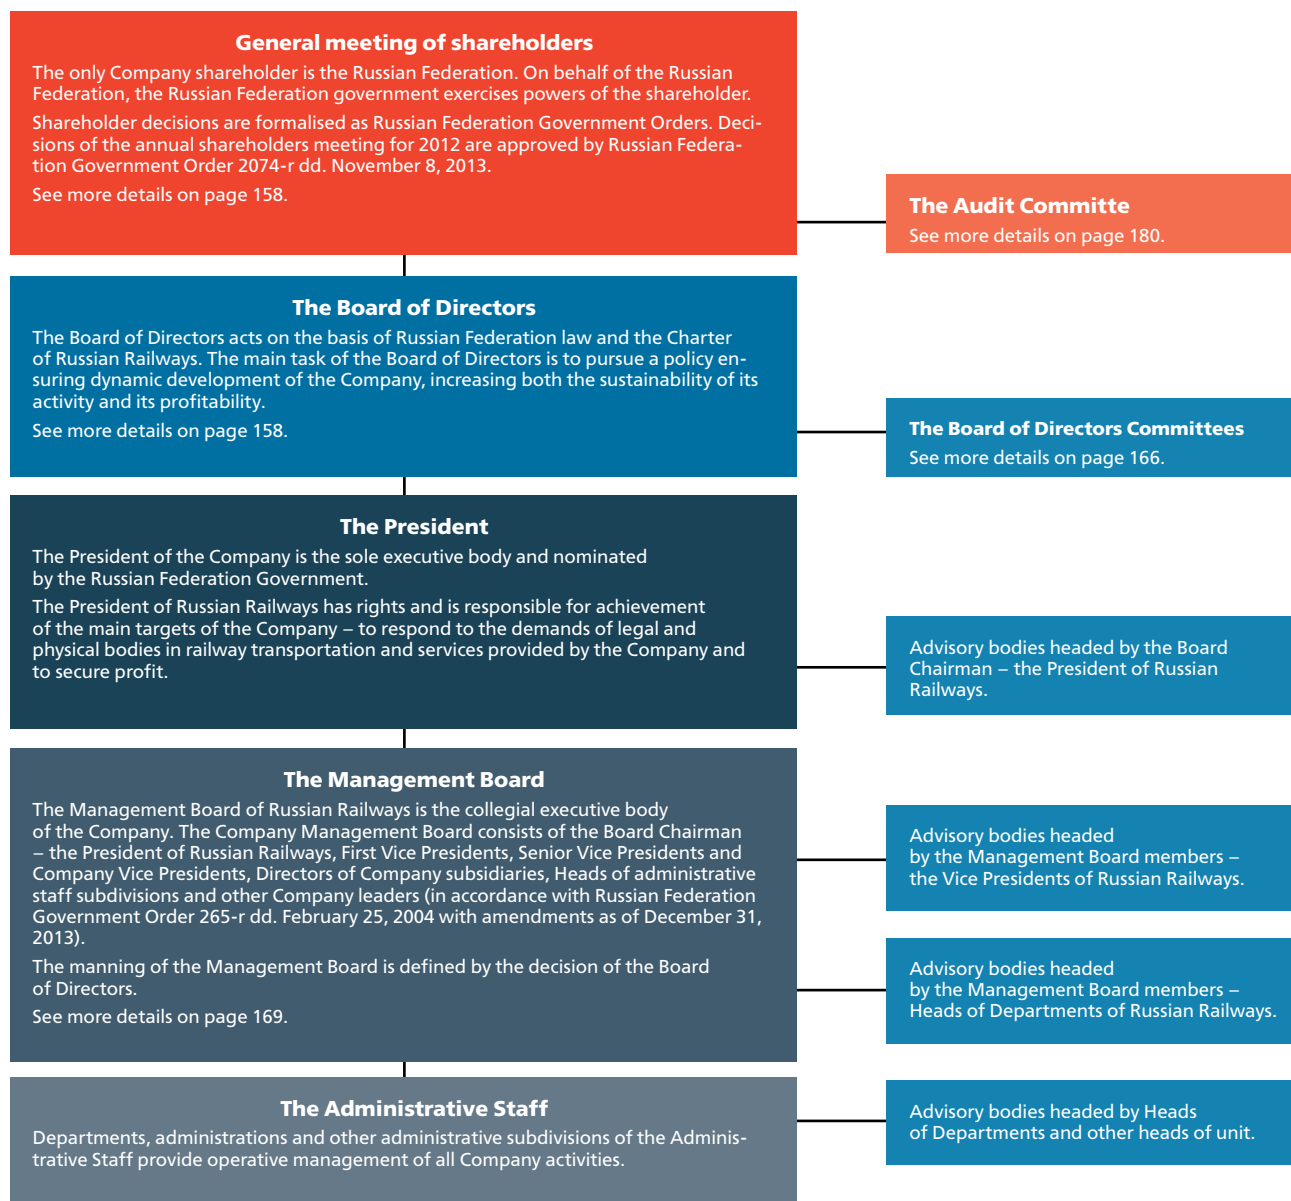 General meeting of shareholders
The only Company shareholder is the Russian Federation. On behalf of the Russian
Federation, the Russian Federation government exercises powers of the shareholder.
Shareholder decisions are formalised as Russian Federation Government Orders. Deci-
sions of the annual shareholders meeting for 2012 are approved by Russian Federa-
tion Government Order 2074-r dd. November 8, 2013.
See more details on page 158.
The Audit Committe
See more details on page 180.
The Board of Directors
The Board of Directors acts on the basis of Russian Federation law and the Charter
of Russian Railways. The main task of the Board of Directors is to pursue a policy en-
suring dynamic development of the Company, increasing both the sustainability of its
activity and its profitability.
See more details on page 158.
The Board of Directors Committees
See more details on page 166.
The President
The President of the Company is the sole executive body and nominated
by the Russian Federation Government.
The President of Russian Railways has rights and is responsible for achievement
of the main targets of the Company – to respond to the demands of legal and
physical bodies in railway transportation and services provided by the Company and
to secure profit.
Advisory bodies headed by the Board
Chairman – the President of Russian
Railways.
The Management Board
The Management Board of Russian Railways is the collegial executive body
of the Company. The Company Management Board consists of the Board Chairman
– the President of Russian Railways, First Vice Presidents, Senior Vice Presidents and
Company Vice Presidents, Directors of Company subsidiaries, Heads of administrative
staff subdivisions and other Company leaders (in accordance with Russian Federation
Government Order 265-r dd. February 25, 2004 with amendments as of December 31,
2013).
The manning of the Management Board is defined by the decision of the Board
of Directors.
See more details on page 169.
Advisory bodies headed
by the Management Board members –
the Vice Presidents of Russian Railways.
Advisory bodies headed
by the Management Board members –
Heads of Departments of Russian Railways.
The Administrative Staff
Departments, administrations and other administrative subdivisions of the Adminis-
trative Staff provide operative management of all Company activities.
Advisory bodies headed by Heads
of Departments and other heads of unit.